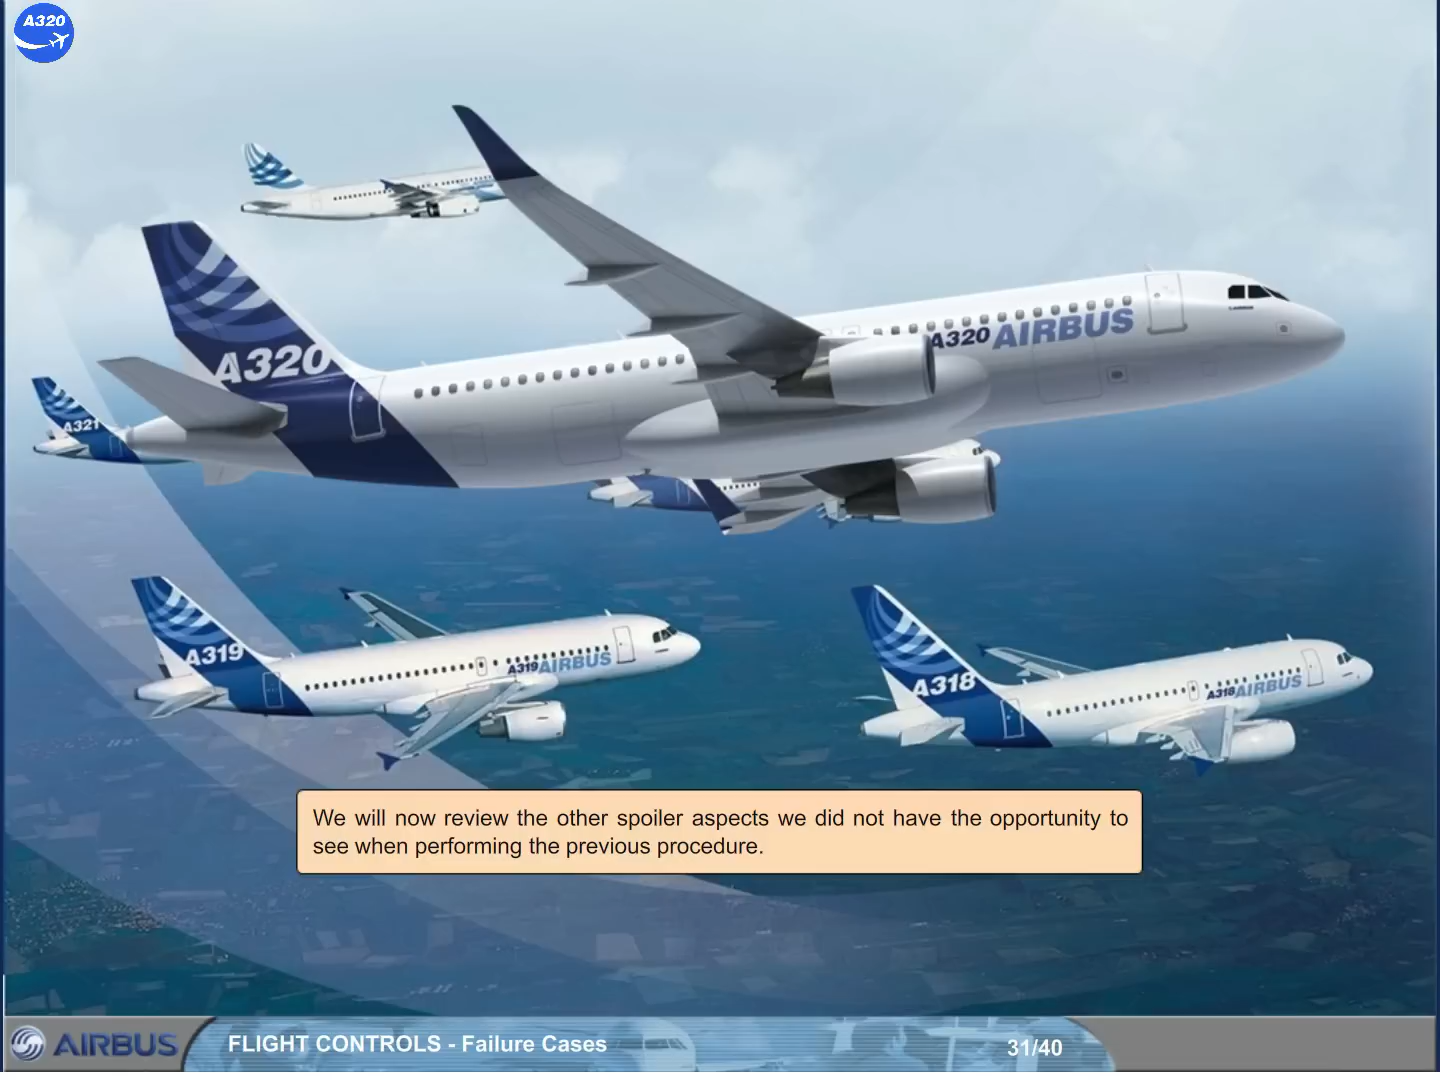 A320
A320
A320 AIRBUS
A321
A319
A319 AIRBUS
A318
A318 AIRBUS
We will now review the other spoiler aspects we did not have the opportunity to
see when performing the previous procedure.
AIRBUS
FLIGHT CONTROLS - Failure Cases
31/40